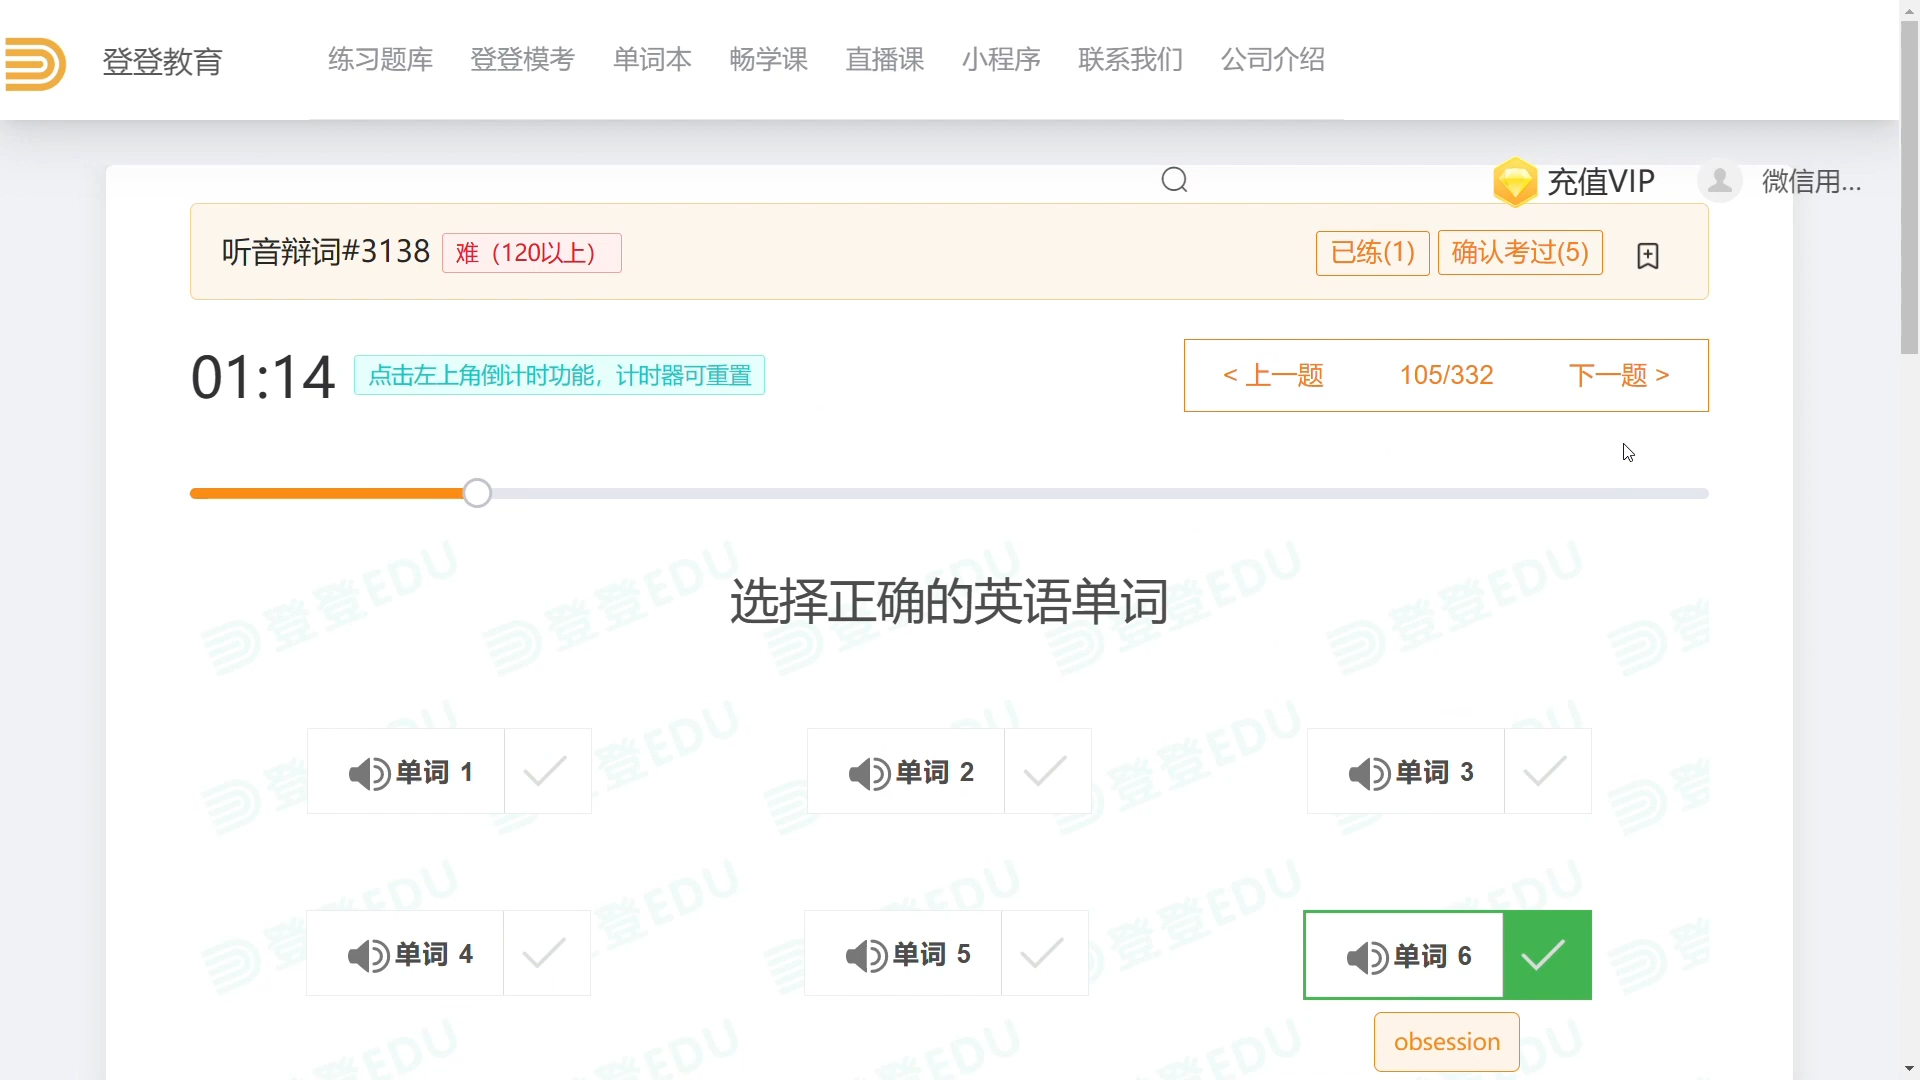 登登教育
练习题库 登登模考 单词本 畅学课 直播课 小程序 联系我们 公司介绍
充值VIP 微信用...
听音辩词#3138 难（120以上） 已练(1) 确认考过(5)
01:14 点击左上角倒计时功能，计时器可重置 < 上一题 105/332 下一题 >
选择正确的英语单词
单词 1 单词 2 单词 3
单词 4 单词 5 单词 6
obsession
登登EDU